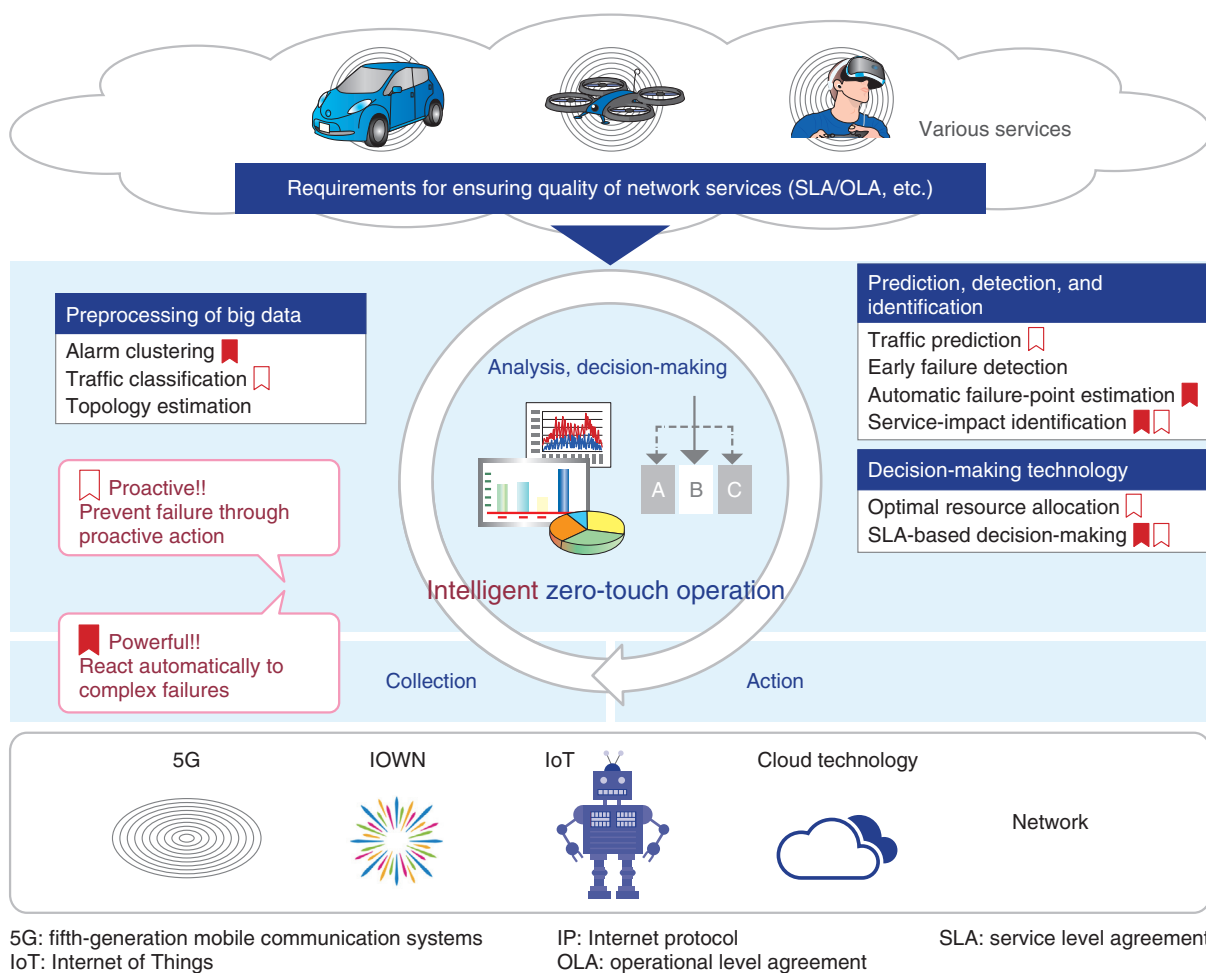 Various services
Requirements for ensuring quality of network services (SLA/OLA, etc.)
Preprocessing of big data
Alarm clustering
Traffic classification
Topology estimation
Proactive!!
Prevent failure through
proactive action
Powerful!!
React automatically to
complex failures
Analysis, decision-making
A
B
C
Intelligent zero-touch operation
Collection
Action
Prediction, detection, and
identification
Traffic prediction
Early failure detection
Automatic failure-point estimation
Service-impact identification
Decision-making technology
Optimal resource allocation
SLA-based decision-making
5G
IOWN
IoT
Cloud technology
Network
5G: fifth-generation mobile communication systems
IoT: Internet of Things
IP: Internet protocol
OLA: operational level agreement
SLA: service level agreement